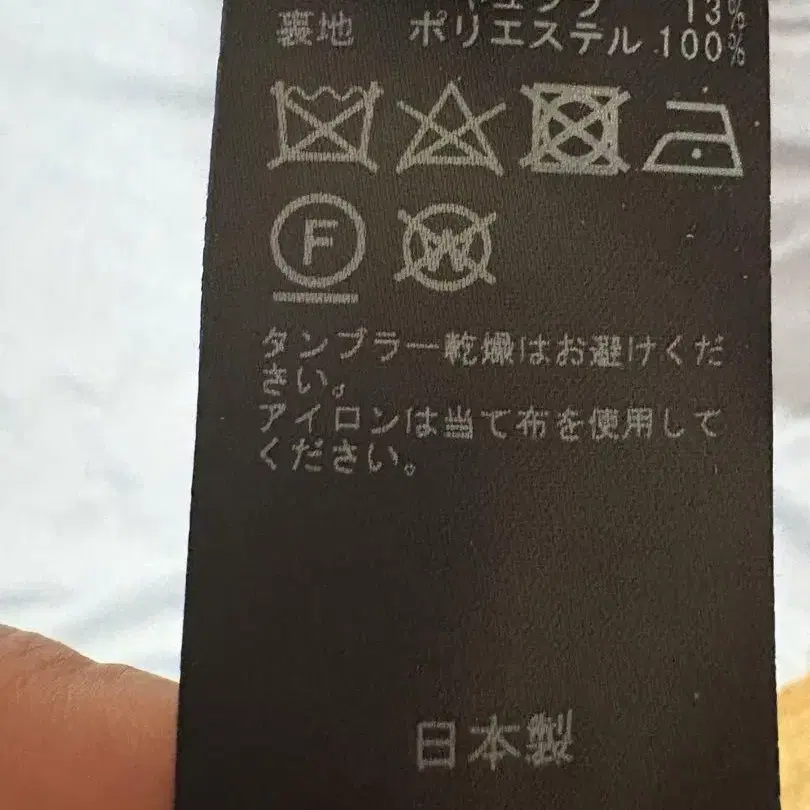 13%
裏地 ポリエステル 100%
F
W
タンブラー乾燥はお避けくだ
さい。
アイロンは当て布を使用して
ください。
日本製